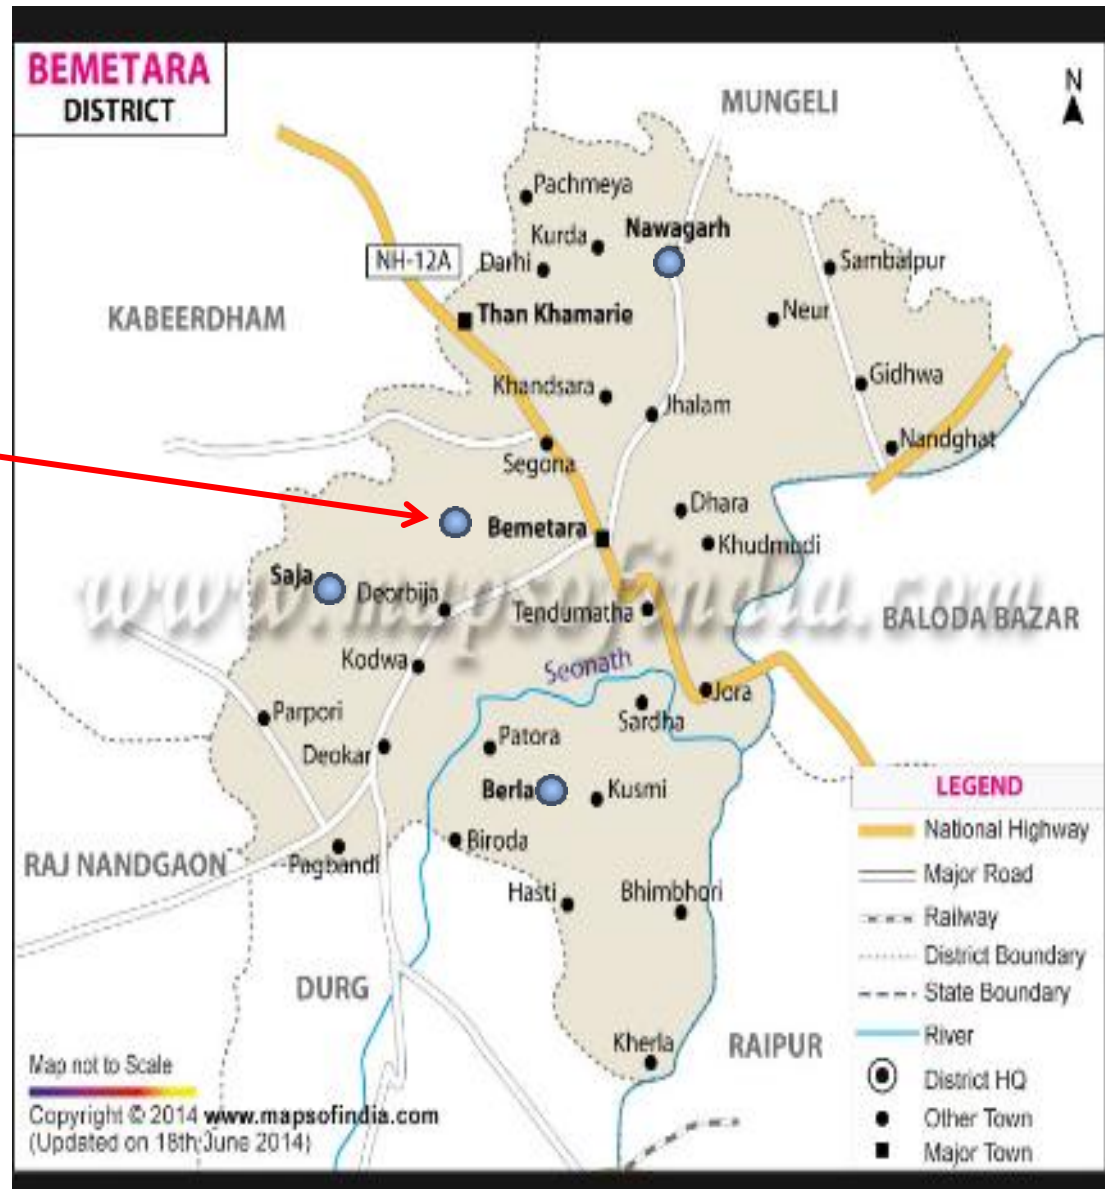 BEMETARA
DISTRICT
N
MUNGELI
Pachmeya
Kurda
Nawagarh
NH-12A
Darhi
Sambalpur
KABEERDHAM
Than Khamarie
Neur
Khandsara
Jhalam
Gidhwa
Segona
Nandghat
Dhara
Bemetara
Khudmudi
Saja
Deorbija
www.mapsofindia.com
Tendumatha
BALODA BAZAR
Kodwa
Seonath
Jora
Parpori
Sardha
Deokar
Patora
Berla
Kusmi
LEGEND
National Highway
Biroda
RAJ NANDGAON
Pagbandi
Major Road
Hasti
Bhimbhori
Railway
District Boundary
DURG
State Boundary
River
Kherla
RAIPUR
Map not to Scale
District HQ
Copyright © 2014 www.mapsofindia.com
Other Town
(Updated on 18th June 2014)
Major Town